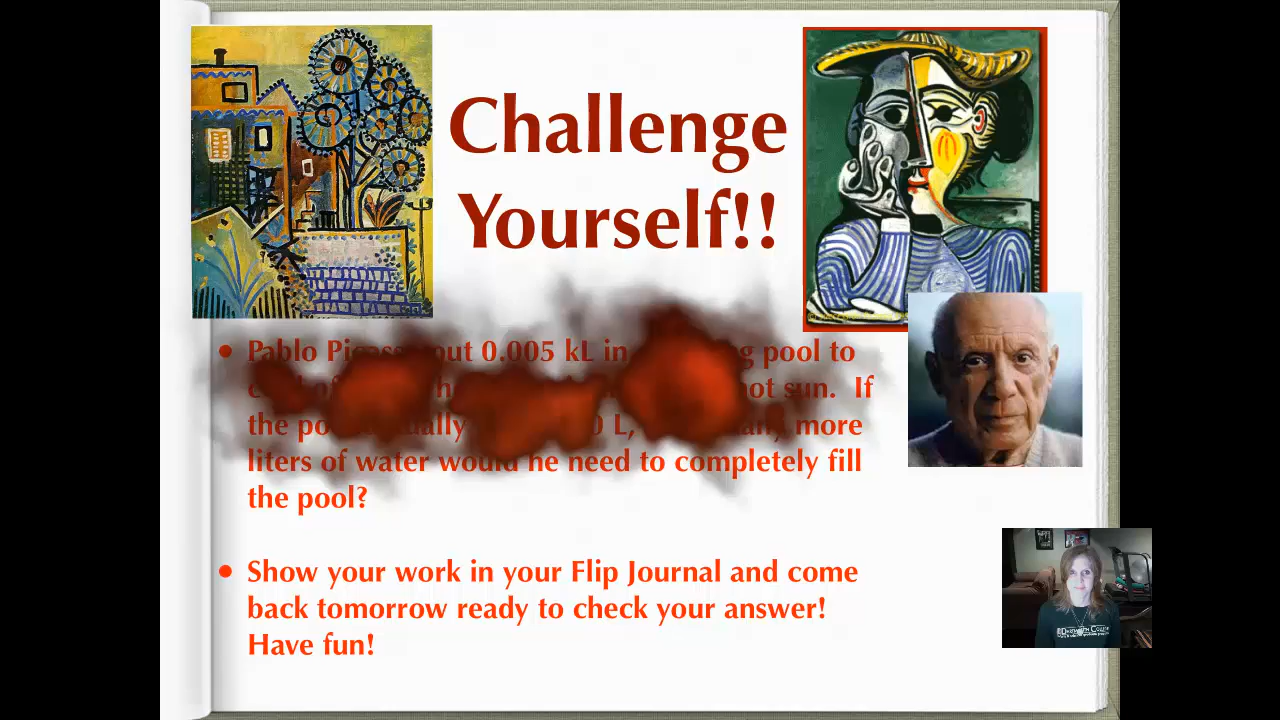 Challenge
Yourself!!
• Pablo put 0.005 kL in pool to
hot sun. If
the L, more
liters of water would he need to completely fill
the pool?
• Show your work in your Flip Journal and come
back tomorrow ready to check your answer!
Have fun!